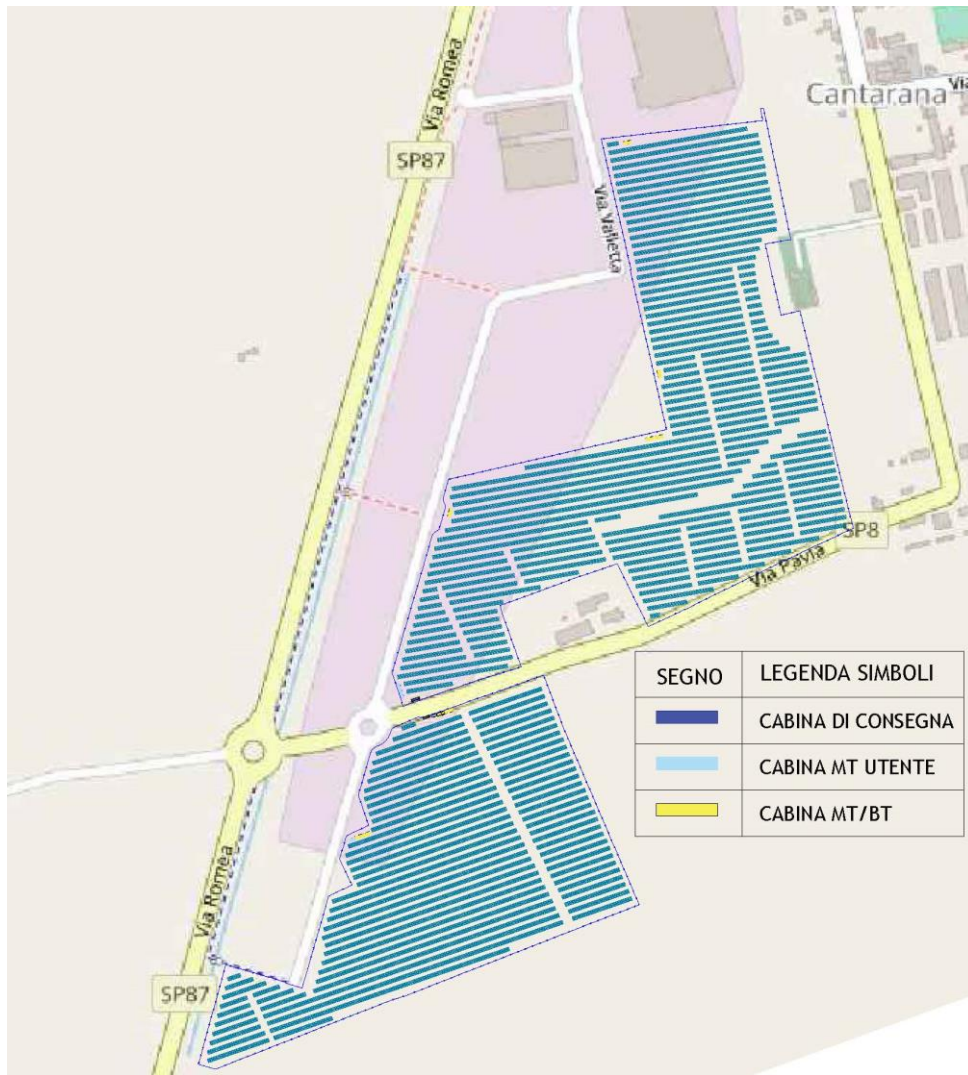 Via Romea
SP87
Cantarana
Via
Via Valletta
SP8
Via Pavia
SEGNO
LEGENDA SIMBOLI
CABINA DI CONSEGNA
CABINA MT UTENTE
CABINA MT/BT
Via Romea
SP87